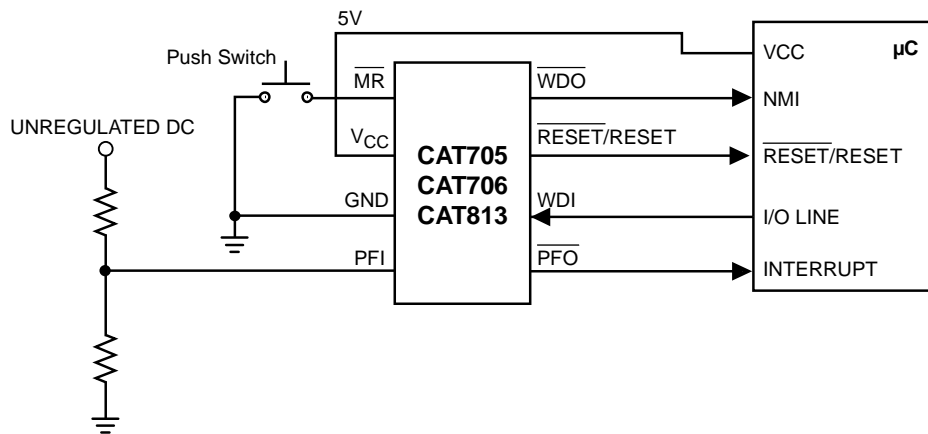 5V
Push Switch
UNREGULATED DC
MR
VCC
GND
PFI
CAT705
CAT706
CAT813
WDO
RESET/RESET
WDI
PFO
µC
VCC
NMI
RESET/RESET
I/O LINE
INTERRUPT